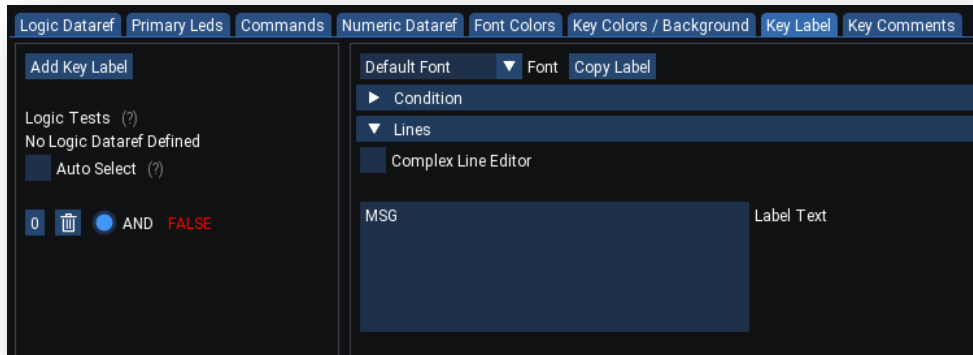 Logic Dataref Primary Leds Commands Numeric Dataref Font Colors Key Colors / Background Key Label Key Comments
Add Key Label
Logic Tests (?)
No Logic Dataref Defined
Auto Select (?)
0 AND FALSE
Default Font Font Copy Label
Condition
Lines
Complex Line Editor
MSG Label Text